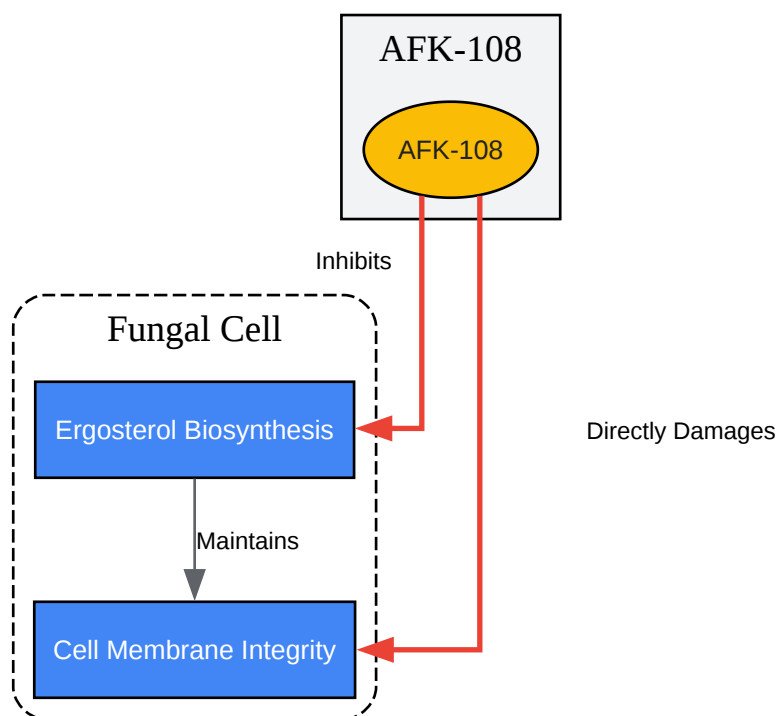 AFK-108
AFK-108
Inhibits
Fungal Cell
Ergosterol Biosynthesis
Directly Damages
Maintains
Cell Membrane Integrity